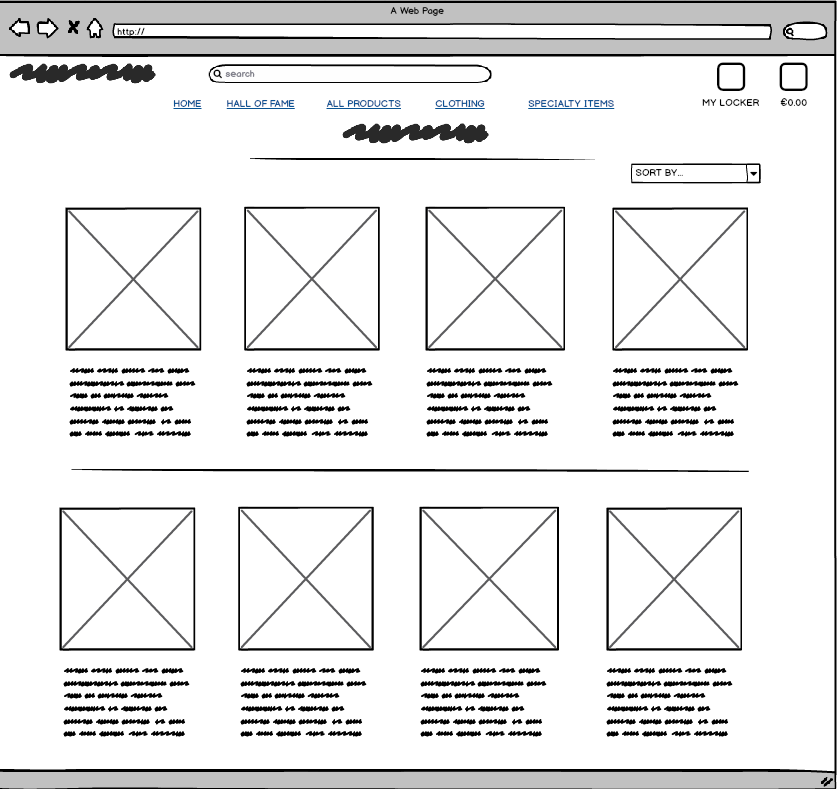 A Web Page
http://
search
HOME HALL OF FAME ALL PRODUCTS CLOTHING SPECIALTY ITEMS
MY LOCKER €0.00
SORT BY...